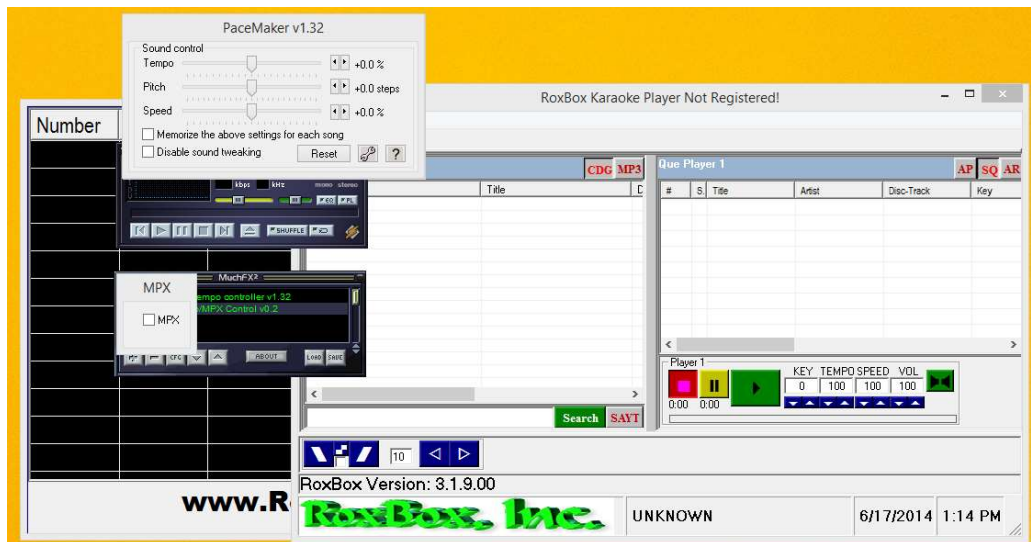 PaceMaker v1.32
Sound control
Tempo +0.0 %
Pitch +0.0 steps
Speed +0.0 %
Memorize the above settings for each song
Disable sound tweaking Reset ?
RoxBox Karaoke Player Not Registered!
Number
CDG MP3
Que Player 1
AP SQ AR
Title
# S. Title Artist Disc-Track Key
kbps kHz mono stereo
EQ PL
SHUFFLE
MuchFX²
empo controller v1.32
/MPX Control v0.2
CFG ABOUT LOAD SAVE
MPX
MPX
Player 1
KEY TEMPO SPEED VOL
0 100 100 100
0:00 0:00
Search SAYT
10
RoxBox Version: 3.1.9.00
www.R
RoxBox, Inc.
UNKNOWN
6/17/2014 1:14 PM